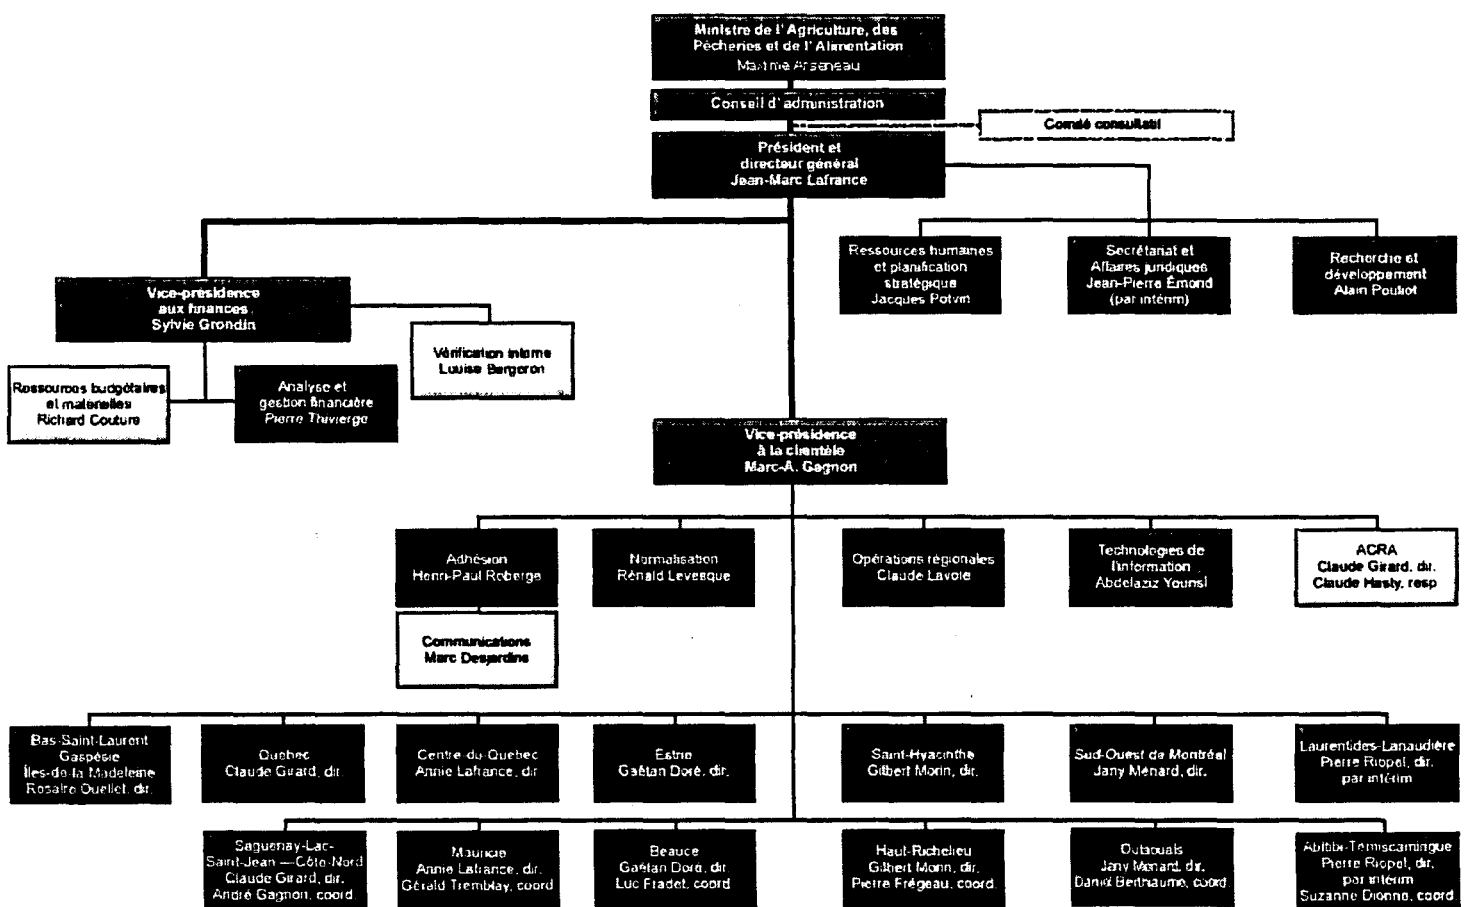 Ministre de l'Agriculture, des
Pêcheries et de l'Alimentation
Maxime Arseneau
Conseil d'administration
Comité consultatif
Président et
directeur général
Jean-Marc Lafrance
Ressources humaines
et planification
stratégique
Jacques Potvin
Secrétariat et
Affaires juridiques
Jean-Pierre Émond
(par intérim)
Recherche et
développement
Alain Pouliot
Vice-présidence
aux finances
Sylvie Grondin
Vérification interne
Louise Bergeron
Ressources budgétaires
et matérielles
Richard Couture
Analyse et
gestion financière
Pierre Thivierge
Vice-présidence
à la clientèle
Marc-A. Gagnon
Adhésion
Henri-Paul Roberge
Normalisation
Rénald Levesque
Opérations régionales
Claude Lavoie
Technologies de
l'information
Abdelaziz Younsi
ACRA
Claude Girard, dir.
Claude Hasty, resp
Communications
Marc Desjardins
Bas-Saint-Laurent
Gaspésie
Îles-de-la Madeleine
Rosaire Ouellet, dir.
Québec
Claude Girard, dir.
Centre-du-Québec
Annie Lafrance, dir
Estrie
Gaétan Doré, dir.
Saint-Hyacinthe
Gilbert Morin, dir.
Sud-Ouest de Montréal
Jany Ménard, dir.
Laurentides-Lanaudière
Pierre Riopel, dir.
par intérim
Saguenay-Lac-
Saint-Jean — Côte-Nord
Claude Girard, dir.
André Gagnon, coord.
Mauricie
Annie Lafrance, dir.
Gérald Tremblay, coord
Beauce
Gaétan Doré, dir.
Luc Fradet, coord
Haut-Richelieu
Gilbert Morin, dir.
Pierre Frégeau, coord.
Outaouais
Jany Ménard, dir.
Daniel Berthiaume, coord.
Abitibi-Témiscamingue
Pierre Riopel, dir,
par intérim
Suzanne Dionne, coord